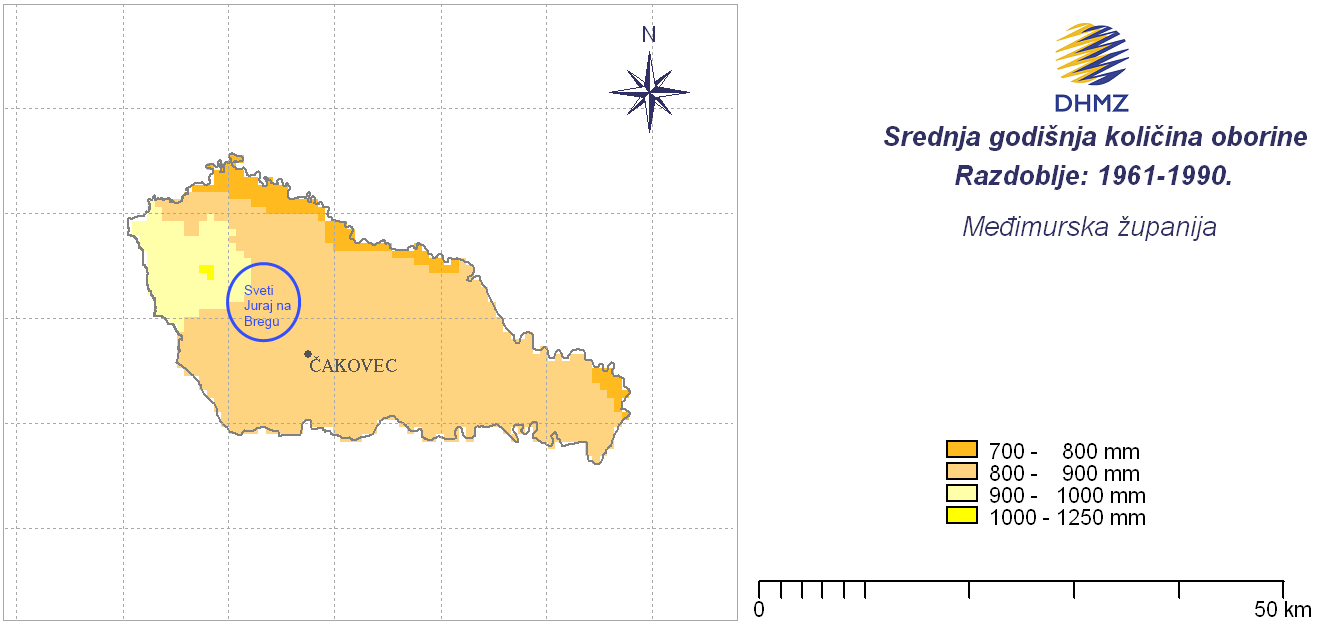 N
DHMZ
Srednja godišnja količina oborine
Razdoblje: 1961-1990.
Međimurska županija
Sveti
Juraj na
Bregu
ČAKOVEC
700 - 800 mm
800 - 900 mm
900 - 1000 mm
1000 - 1250 mm
0 50 km